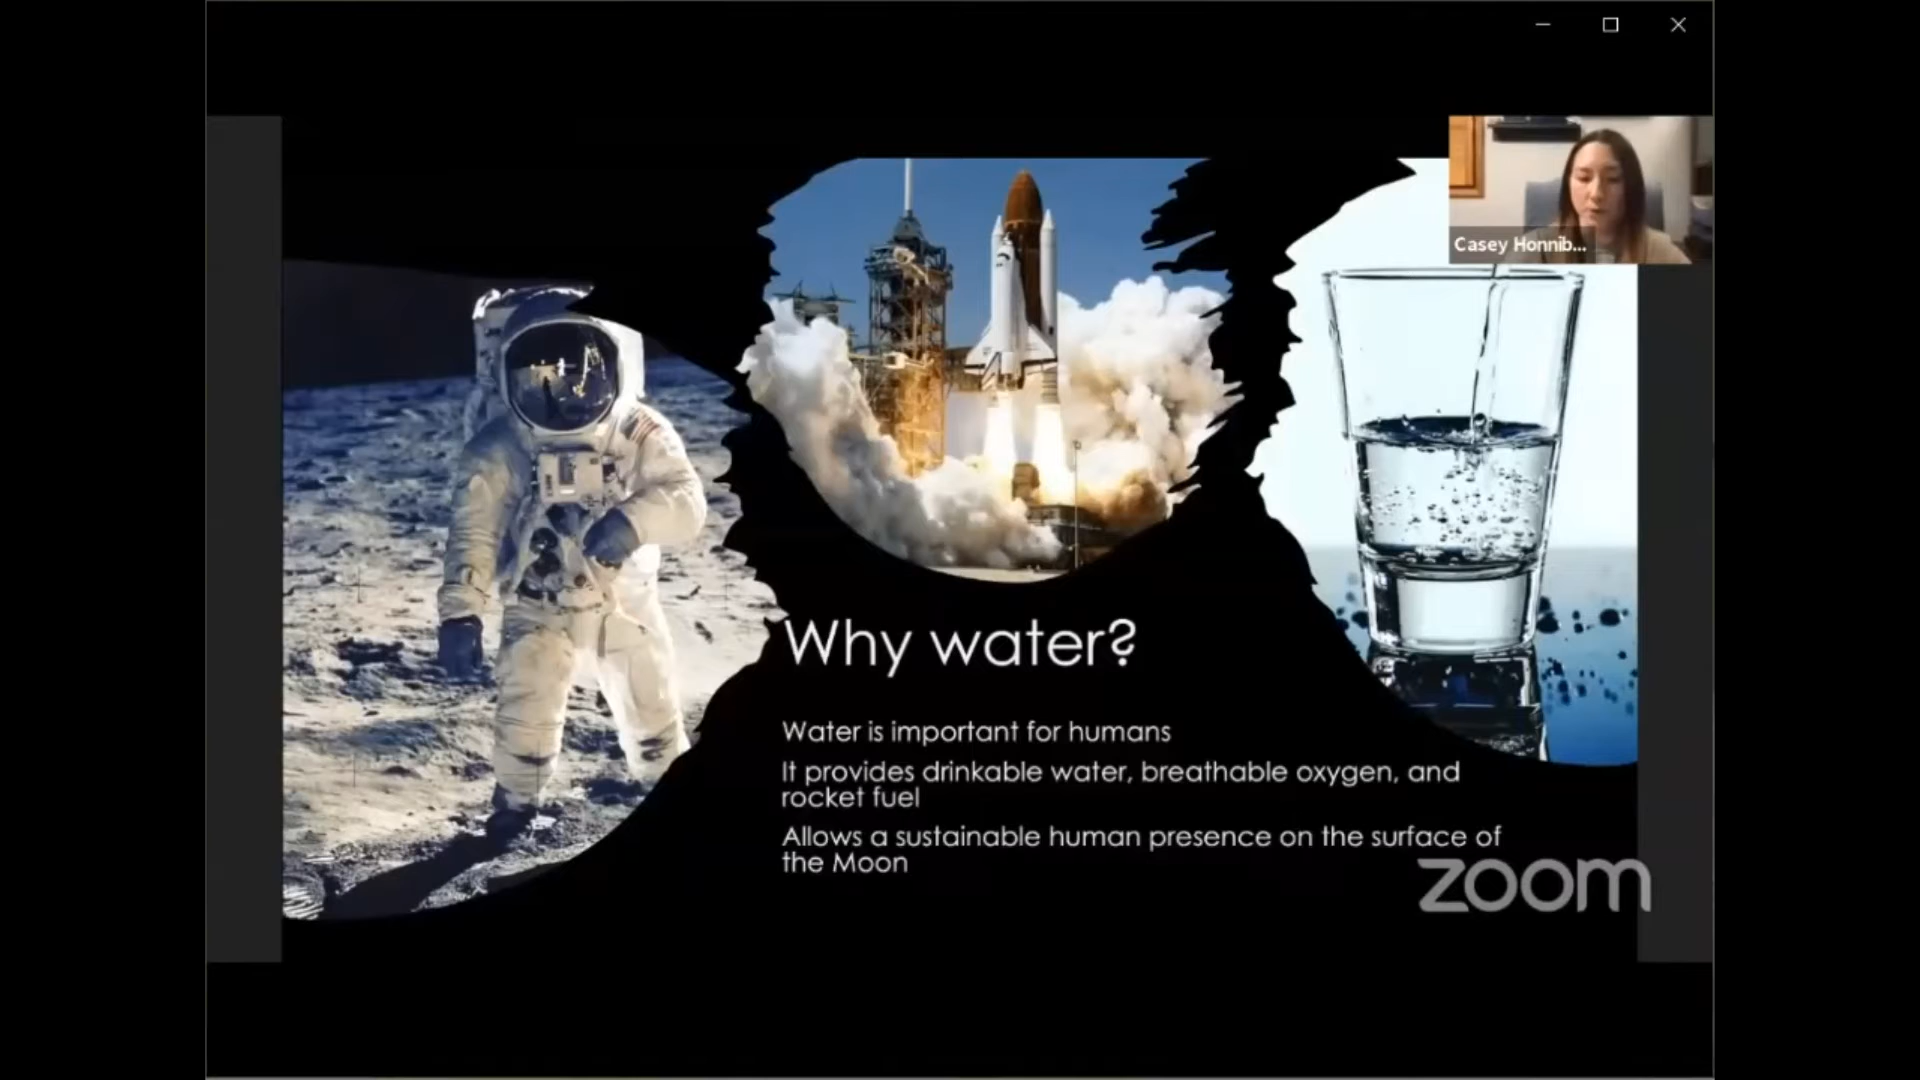 Casey Honnib...
Why water?
Water is important for humans
It provides drinkable water, breathable oxygen, and
rocket fuel
Allows a sustainable human presence on the surface of
the Moon
zoom